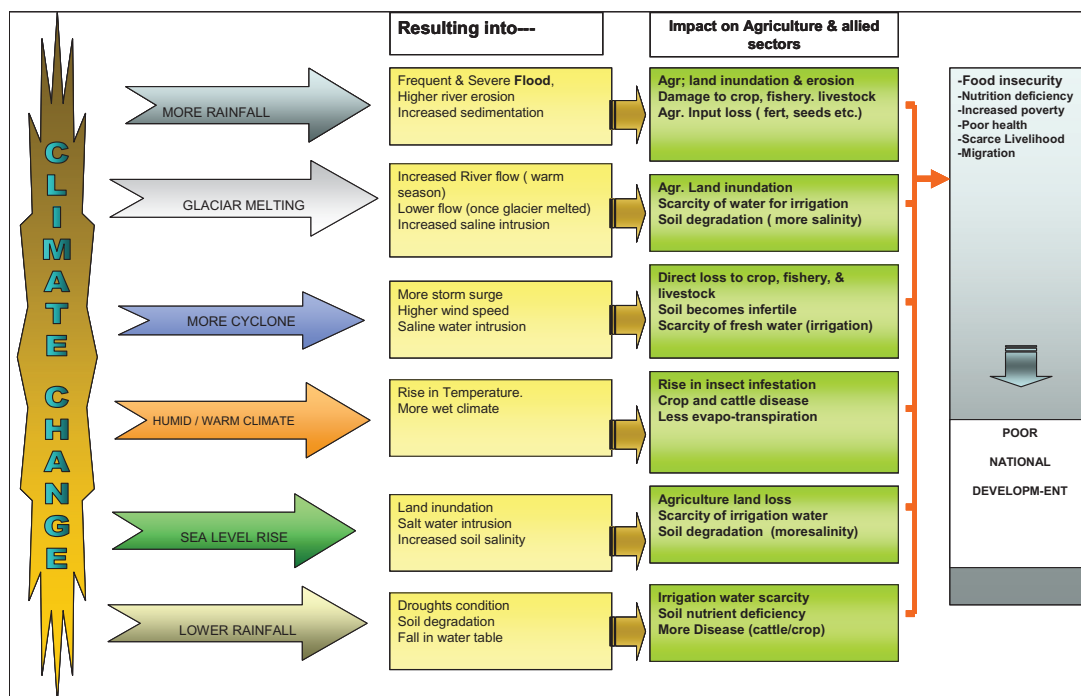 CLIMATE CHANGE
Resulting into---
Impact on Agriculture & allied
sectors
MORE RAINFALL
Frequent & Severe Flood,
Higher river erosion
Increased sedimentation
Agr; land inundation & erosion
Damage to crop, fishery. livestock
Agr. Input loss ( fert, seeds etc.)
GLACIAR MELTING
Increased River flow ( warm
season)
Lower flow (once glacier melted)
Increased saline intrusion
Agr. Land inundation
Scarcity of water for irrigation
Soil degradation ( more salinity)
MORE CYCLONE
More storm surge
Higher wind speed
Saline water intrusion
Direct loss to crop, fishery, &
livestock
Soil becomes infertile
Scarcity of fresh water (irrigation)
HUMID / WARM CLIMATE
Rise in Temperature.
More wet climate
Rise in insect infestation
Crop and cattle disease
Less evapo-transpiration
SEA LEVEL RISE
Land inundation
Salt water intrusion
Increased soil salinity
Agriculture land loss
Scarcity of irrigation water
Soil degradation (moresalinity)
LOWER RAINFALL
Droughts condition
Soil degradation
Fall in water table
Irrigation water scarcity
Soil nutrient deficiency
More Disease (cattle/crop)
-Food insecurity
-Nutrition deficiency
-Increased poverty
-Poor health
-Scarce Livelihood
-Migration
POOR
NATIONAL
DEVELOPM-ENT